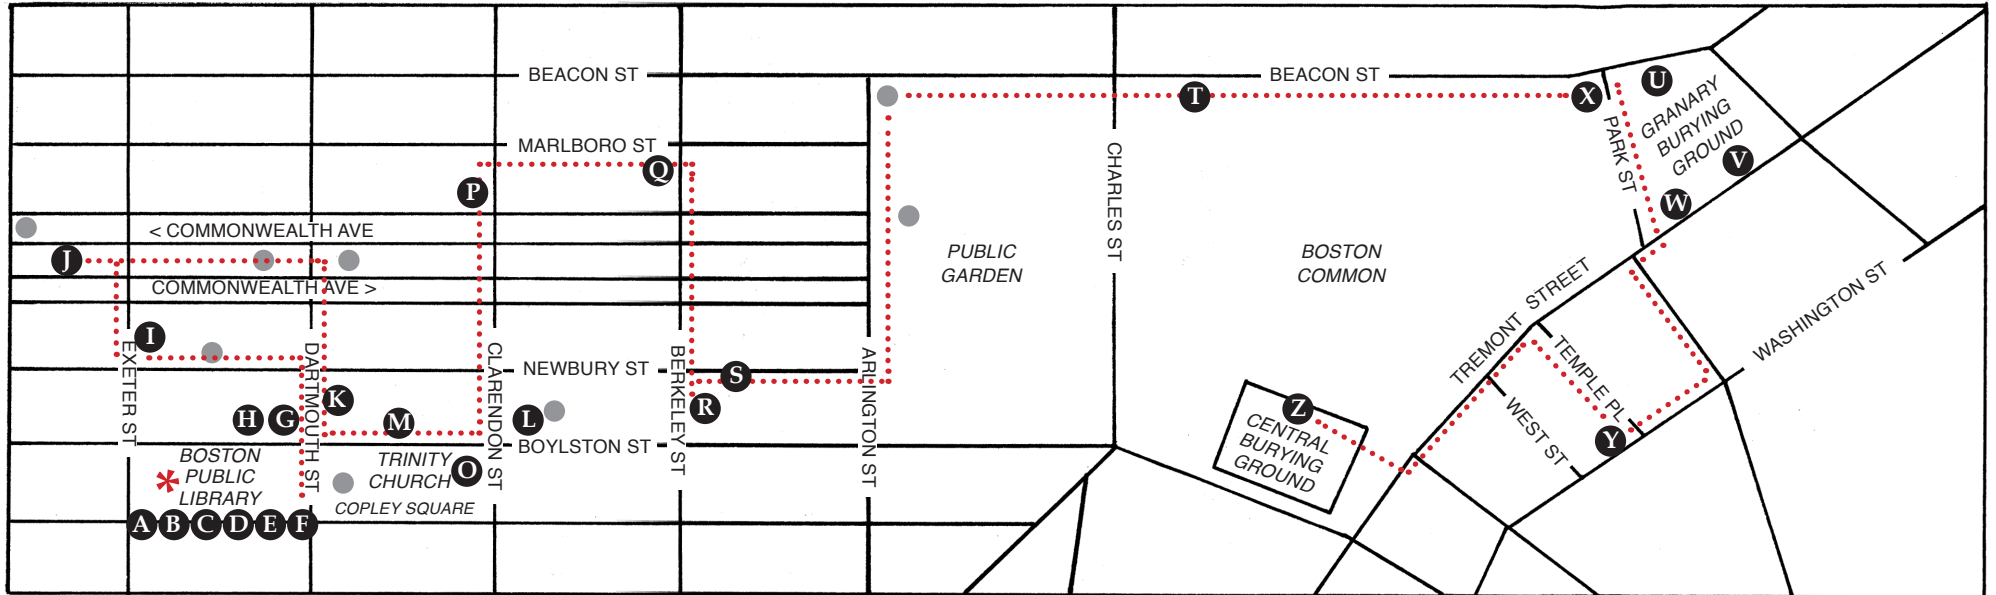 BEACON ST
BEACON ST
U
T
X
GRANARY
BURYING
GROUND
PARK ST
V
MARLBORO ST
Q
P
CHARLES ST
W
< COMMONWEALTH AVE
J
PUBLIC
GARDEN
BOSTON
COMMON
COMMONWEALTH AVE >
TREMONT STREET
WASHINGTON ST
I
EXETER ST
DARTMOUTH ST
CLARENDON ST
NEWBURY ST
BERKELEY ST
S
ARLINGTON ST
TEMPLE PL
WEST ST
K
H
G
M
L
R
Z
CENTRAL
BURYING
GROUND
Y
BOYLSTON ST
BOSTON
PUBLIC
LIBRARY
TRINITY
CHURCH
O
COPLEY SQUARE
A B C D E F